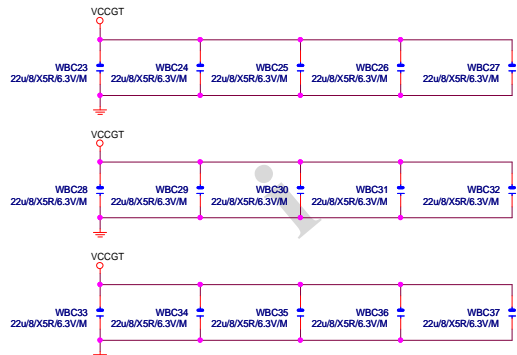 VCCGT
WBC23 WBC24 WBC25 WBC26 WBC27
22u/8/X5R/6.3V/M 22u/8/X5R/6.3V/M 22u/8/X5R/6.3V/M 22u/8/X5R/6.3V/M 22u/8/X5R/6.3V/M
VCCGT
WBC28 WBC29 WBC30 WBC31 WBC32
22u/8/X5R/6.3V/M 22u/8/X5R/6.3V/M 22u/8/X5R/6.3V/M 22u/8/X5R/6.3V/M 22u/8/X5R/6.3V/M
VCCGT
WBC33 WBC34 WBC35 WBC36 WBC37
22u/8/X5R/6.3V/M 22u/8/X5R/6.3V/M 22u/8/X5R/6.3V/M 22u/8/X5R/6.3V/M 22u/8/X5R/6.3V/M